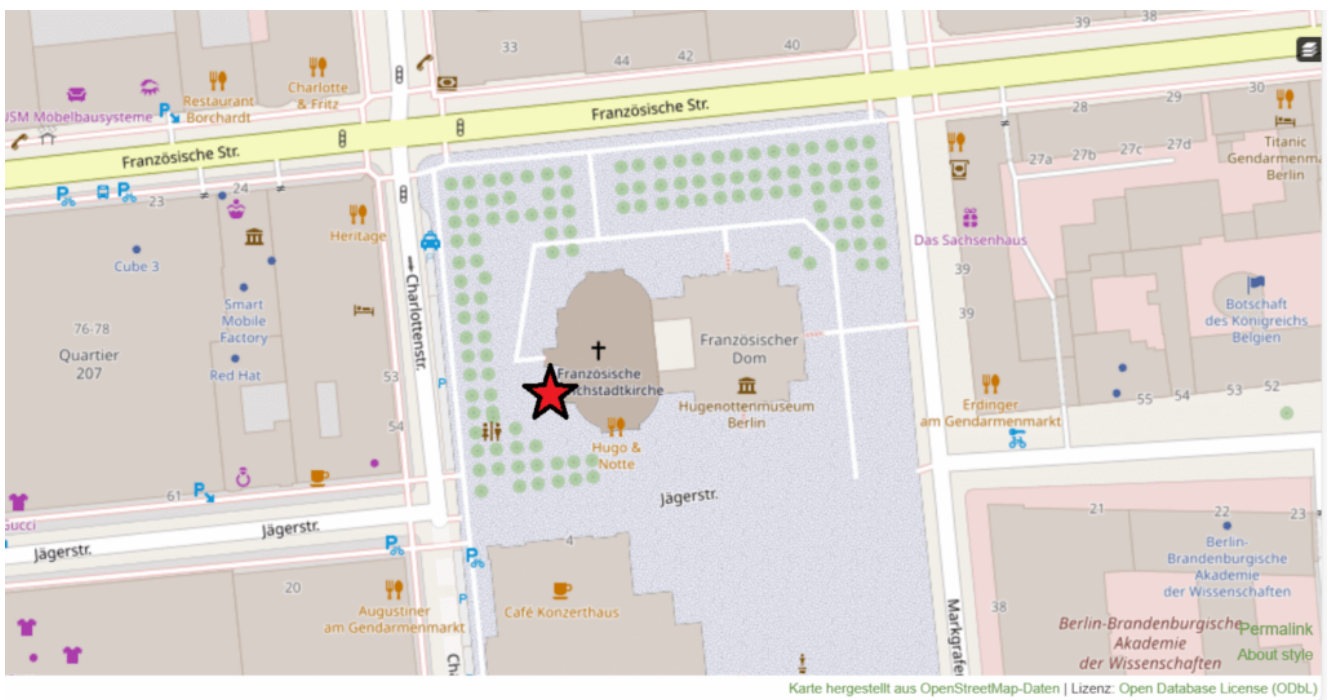 39
38
33
44
42
40
Charlotte
& Fritz
Restaurant
Borchardt
USM Möbelbausysteme
Französische Str.
Französische Str.
28
29
30
27a
27b
27c
27d
Titanic
Gendarmenma
Berlin
23
24
Heritage
Cube 3
Das Sachsenhaus
39
39
Charlottenstr.
Smart
Mobile
Factory
Botschaft
des Königreichs
Belgien
76-78
Quartier
207
Red Hat
53
54
P
Französischer
Dom
Französische
chstadtkirche
Hugenottenmuseum
Berlin
Erdinger
am Gendarmenmarkt
55
54
53
52
Hugo &
Notte
61
Gucci
Jägerstr.
Jägerstr.
Jägerstr.
21
22
23
4
Berlin-
Brandenburgische
Akademie
der Wissenschaften
20
Augustiner
am Gendarmenmarkt
P
Café Konzerthaus
Cha
Markgrafe
38
Berlin-Brandenburgische
Akademie
der Wissenschaften
Permalink
About style
Karte hergestellt aus OpenStreetMap-Daten | Lizenz: Open Database License (ODbL)